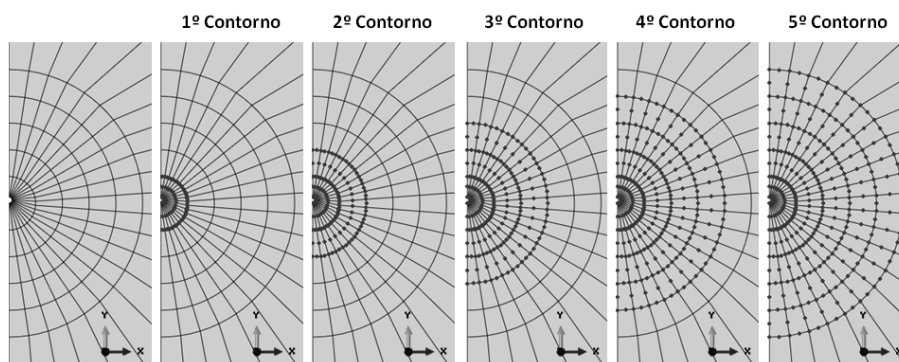 1º Contorno
2º Contorno
3º Contorno
4º Contorno
5º Contorno
Y
X
Y
X
Y
X
Y
X
Y
X
Y
X